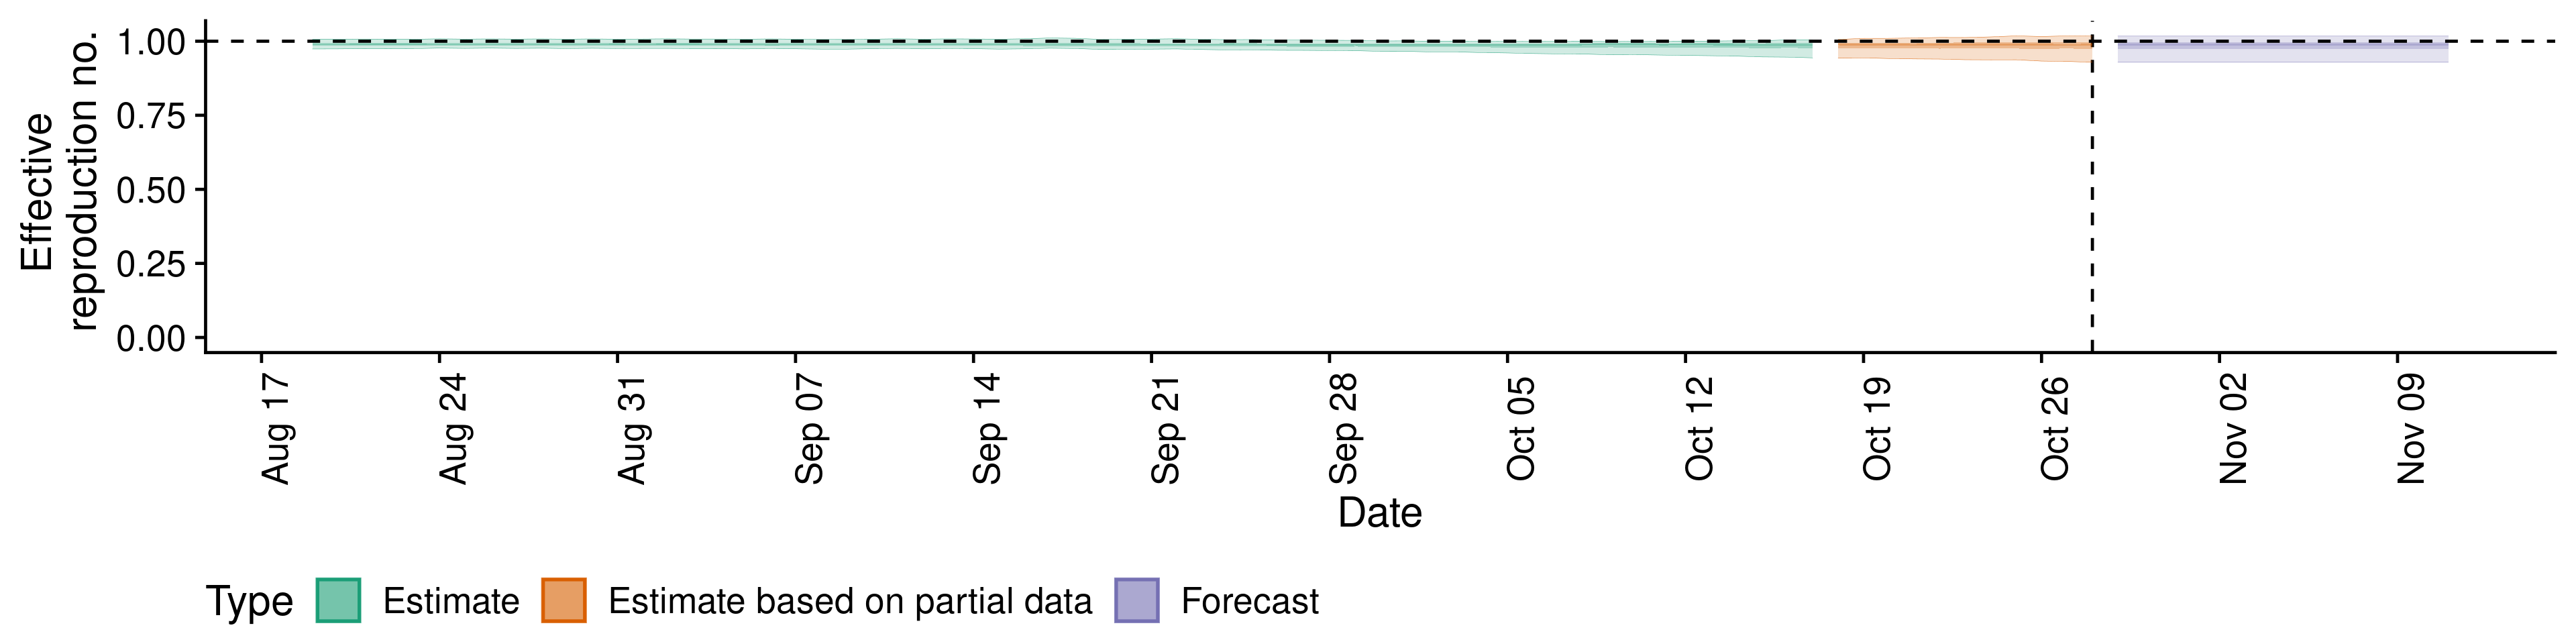 Effective
reproduction no.
1.00
0.75
0.50
0.25
0.00
Aug 17
Aug 24
Aug 31
Sep 07
Sep 14
Sep 21
Sep 28
Oct 05
Oct 12
Oct 19
Oct 26
Nov 02
Nov 09
Date
Type Estimate Estimate based on partial data Forecast